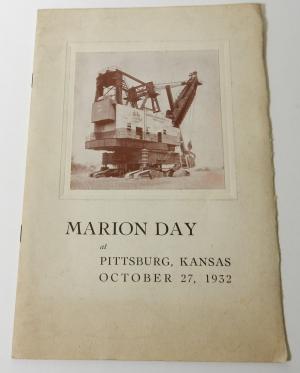 MARION DAY
at
PITTSBURG, KANSAS
OCTOBER 27, 1932